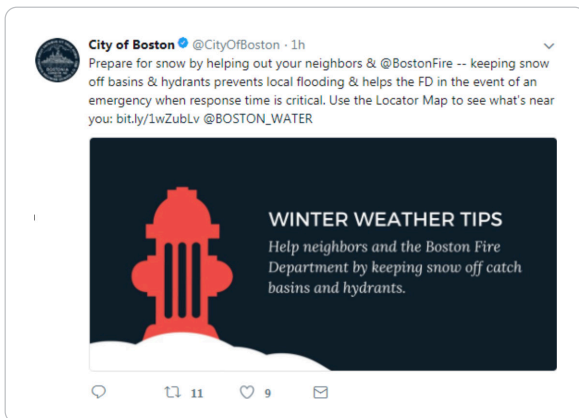 City of Boston @CityOfBoston · 1h
Prepare for snow by helping out your neighbors & @BostonFire -- keeping snow
off basins & hydrants prevents local flooding & helps the FD in the event of an
emergency when response time is critical. Use the Locator Map to see what's near
you: bit.ly/1wZubLv @BOSTON_WATER
WINTER WEATHER TIPS
Help neighbors and the Boston Fire
Department by keeping snow off catch
basins and hydrants.
11 9